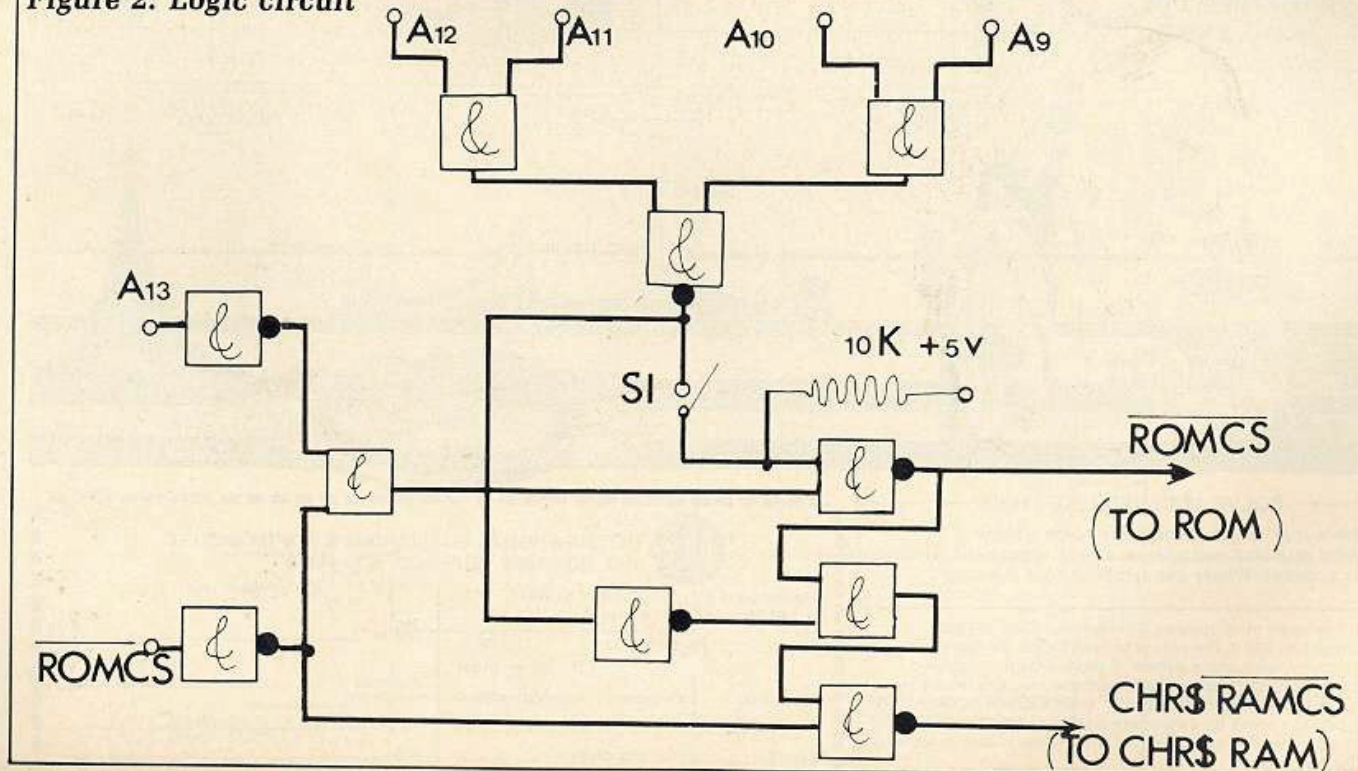 Figure 2. Logic circuit
A12 A11 A10 A9
&
&
&
A13
&
10K +5v
S1
&
&
ROMCS
(TO ROM)
&
&
&
ROMCS
&
CHR$ RAMCS
(TO CHR$ RAM)